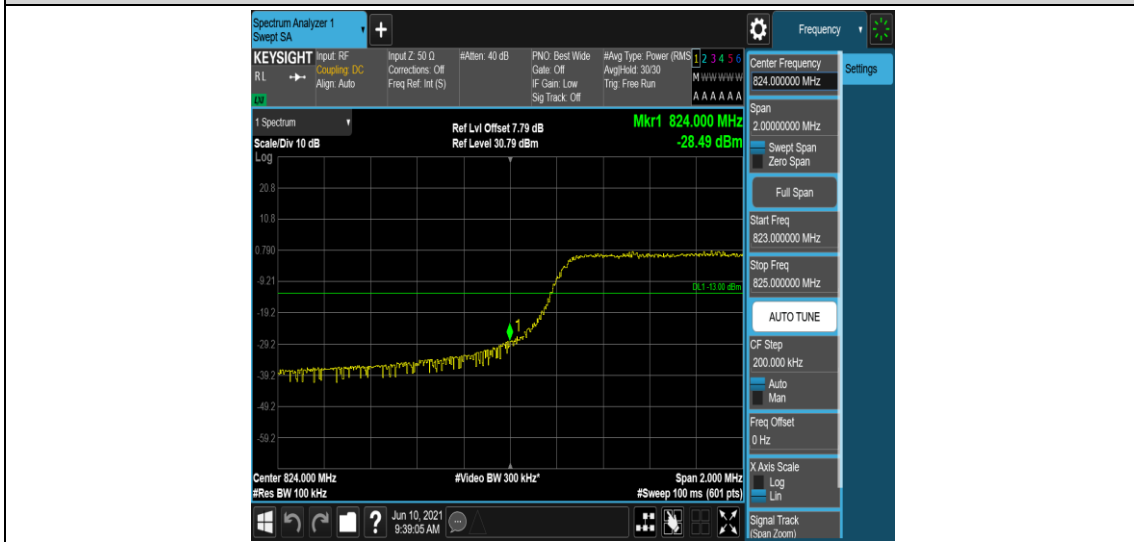 Spectrum Analyzer 1
Swept SA
+
Frequency
KEYSIGHT
RL
LXI
Input: RF
Coupling: DC
Align: Auto
Input Z: 50 Ω
Corrections: Off
Freq Ref: Int (S)
#Atten: 40 dB
PNO: Best Wide
Gate: Off
IF Gain: Low
Sig Track: Off
#Avg Type: Power (RMS
Avg|Hold: 30/30
Trig: Free Run
1 2 3 4 5 6
M W W W W W
A A A A A A
Center Frequency
824.000000 MHz
Settings
Span
2.00000000 MHz
Swept Span
Zero Span
Full Span
Start Freq
823.000000 MHz
Stop Freq
825.000000 MHz
AUTO TUNE
CF Step
200.000 kHz
Auto
Man
Freq Offset
0 Hz
X Axis Scale
Log
Lin
Signal Track
(Span Zoom)
1 Spectrum
Scale/Div 10 dB
Log
Ref Lvl Offset 7.79 dB
Ref Level 30.79 dBm
Mkr1 824.000 MHz
-28.49 dBm
20.8
10.8
0.790
-9.21
-19.2
-29.2
-39.2
-49.2
-59.2
DL1 -13.00 dBm
1
Center 824.000 MHz
#Res BW 100 kHz
#Video BW 300 kHz*
Span 2.000 MHz
#Sweep 100 ms (601 pts)
?
Jun 10, 2021
9:39:05 AM